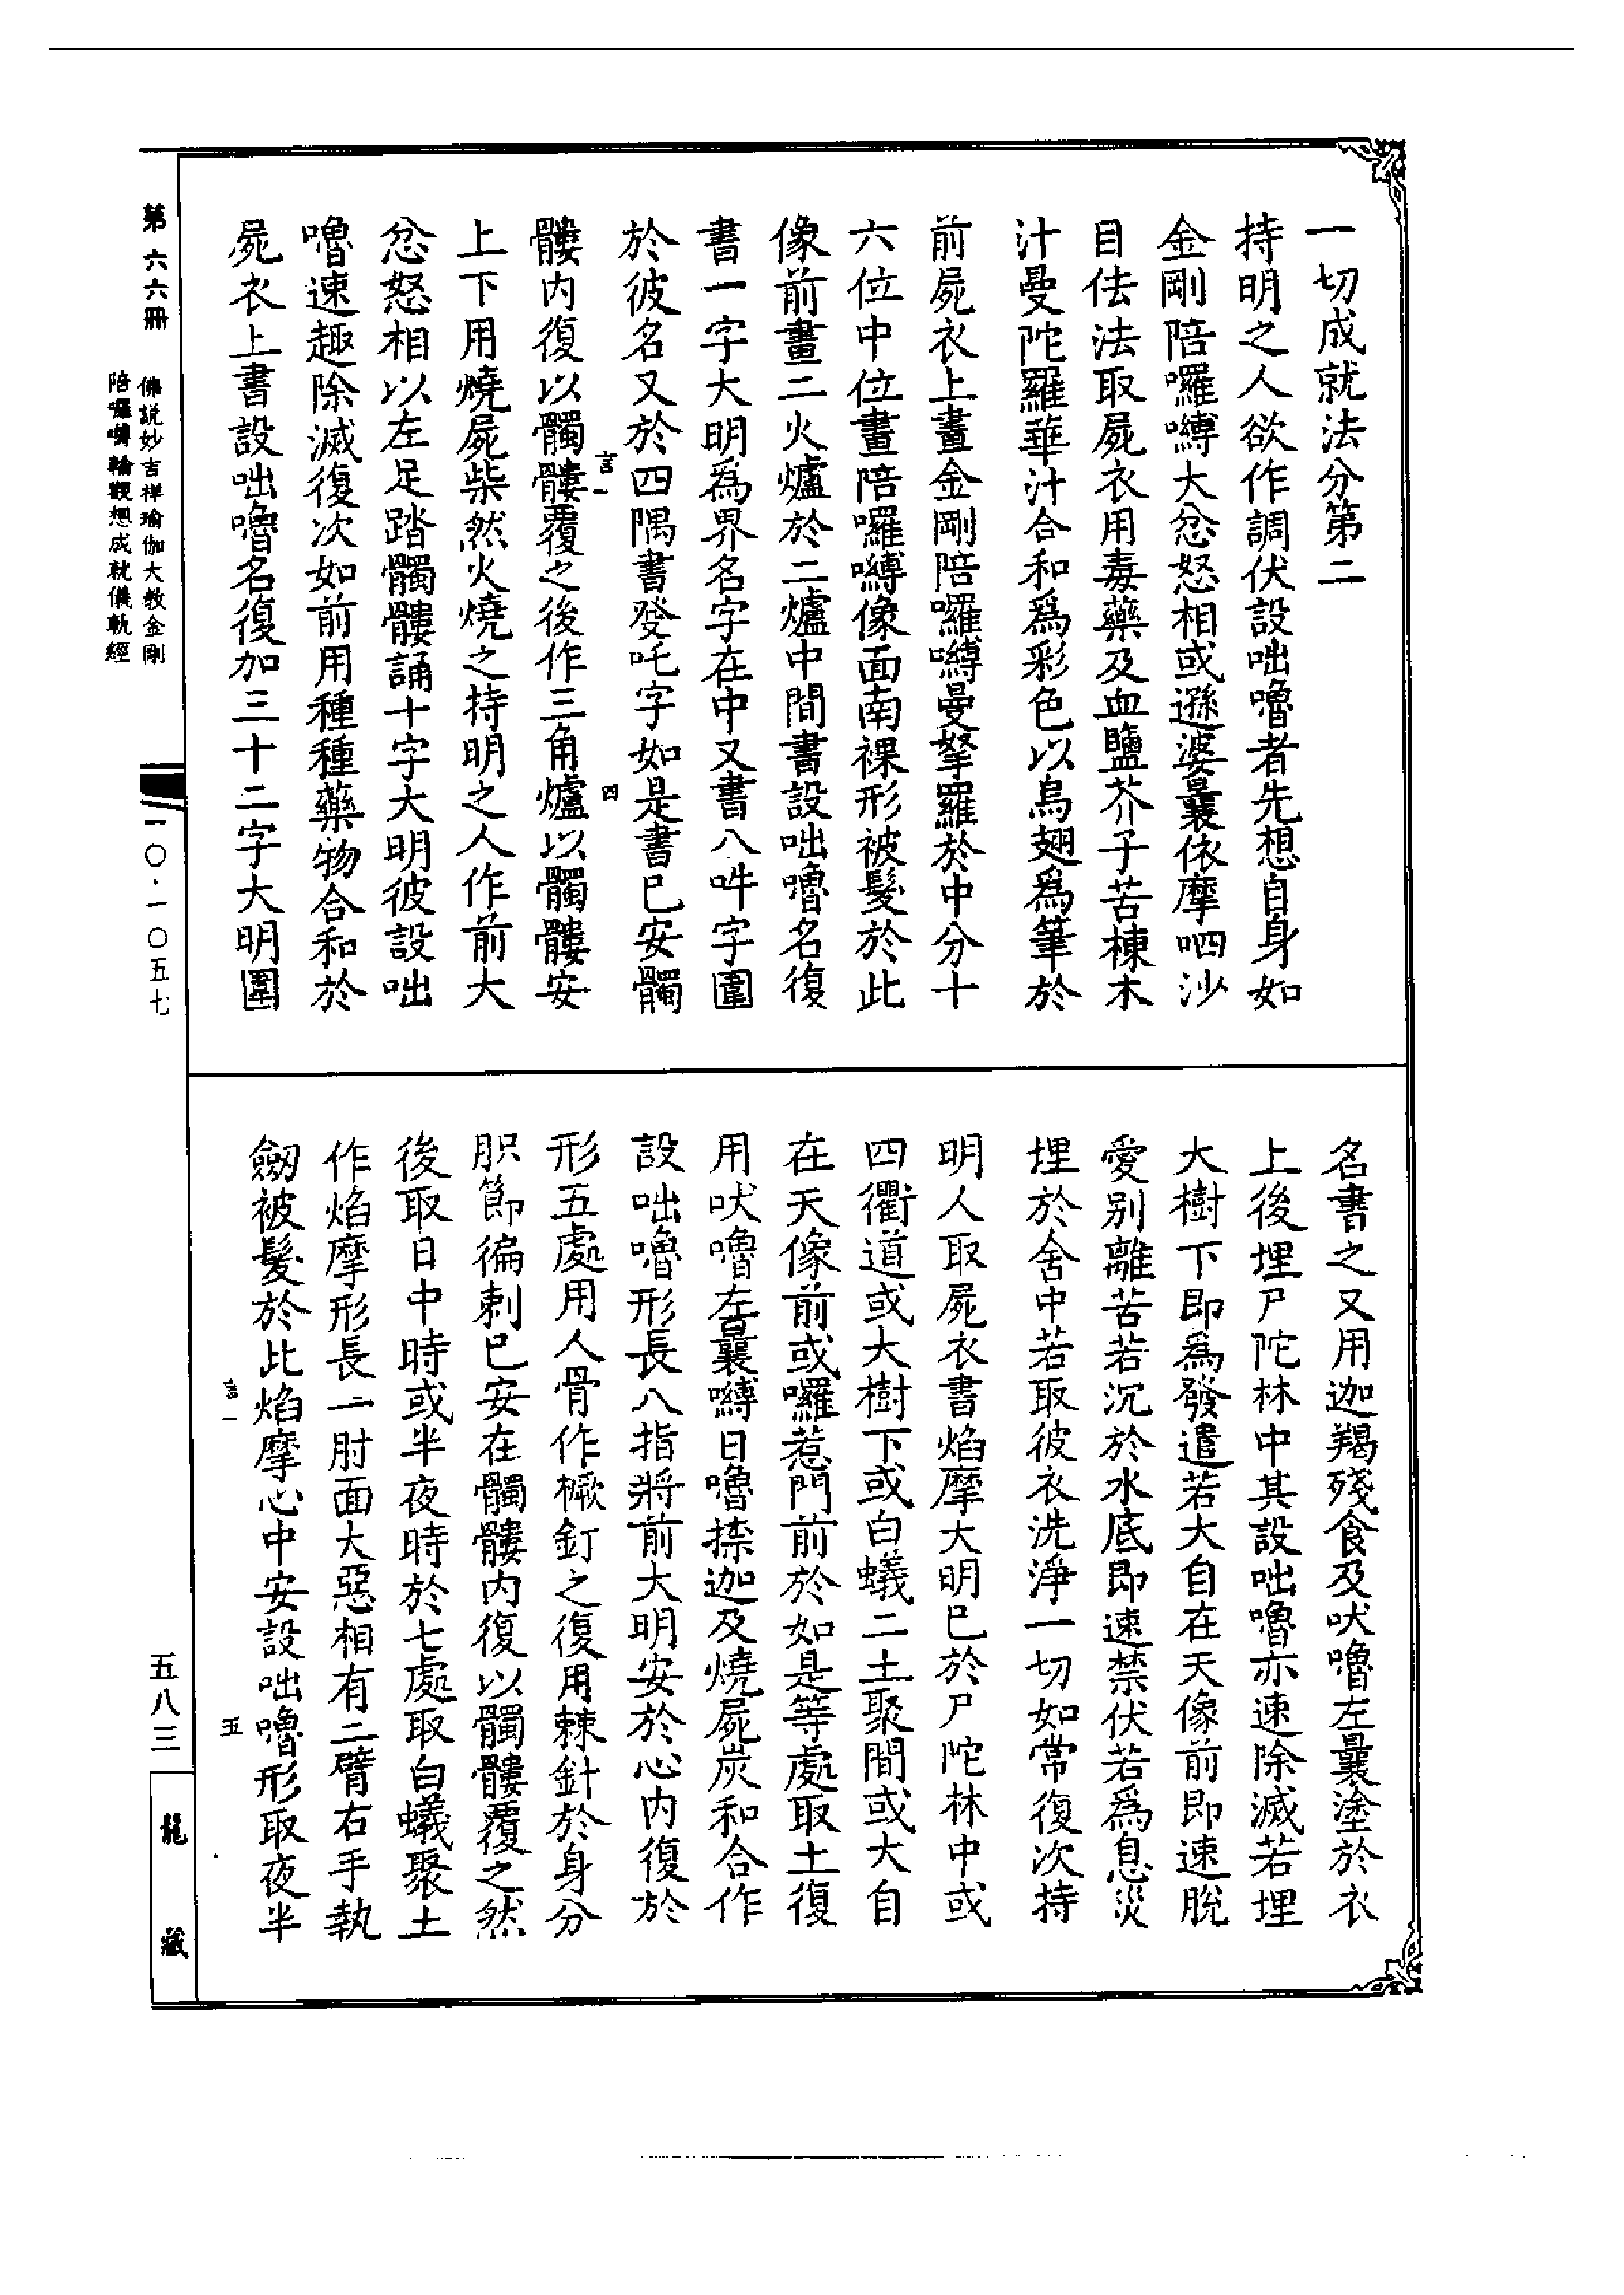 一切成就法分第二
持明之人欲作調伏設咄嚕者先想自身如
金剛陪囉嚩大忿怒相或遜婆曩依摩呬沙
目佉法取屍衣用毒藥及血鹽芥子苦楝木
汁曼陀羅華汁合和爲彩色以烏翅爲筆於
前屍衣上畫金剛陪囉嚩曼拏羅於中分十
六位中位畫陪囉嚩像面南裸形被髮於此
像前畫二火爐於二爐中間書設咄嚕名復
書一字大明爲界名字在中又書八吽字圍
於彼名又於四隅書發吒字如是書已安髑
言一
四
髏內復以髑髏覆之後作三角爐以髑髏安
上下用燒屍柴然火燒之持明之人作前大
忿怒相以左足踏髑髏誦十字大明彼設咄
嚕速趣除滅復次如前用種種藥物合和於
屍衣上書設咄嚕名復加三十二字大明圍
名書之又用迦羯殘食及吠嚕左曩塗於衣
上後埋尸陀林中其設咄嚕亦速除滅若埋
大樹下即爲發遣若大自在天像前即速脫
愛別離苦若沉於水底即速禁伏若爲息災
埋於舍中若取彼衣洗淨一切如常復次持
明人取屍衣書焰摩大明已於尸陀林中或
四衢道或大樹下或白蟻二土聚間或大自
在天像前或囉惹門前於如是等處取土復
用吠嚕左曩嚩日嚕捺迦及燒屍炭和合作
設咄嚕形長八指將前大明安於心內復於
形五處用人骨作橛釘之復用棘針於身分
胑節徧刺已安在髑髏內復以髑髏覆之然
後取日中時或半夜時於七處取白蟻聚土
作焰摩形長一肘面大惡相有二臂右手執
劒被髮於此焰摩心中安設咄嚕形取夜半
言一
五
第六六冊
佛說妙吉祥瑜伽大教金剛
陪囉嚩輪觀想成就儀軌經
一〇·一〇五七
五八三
龍藏